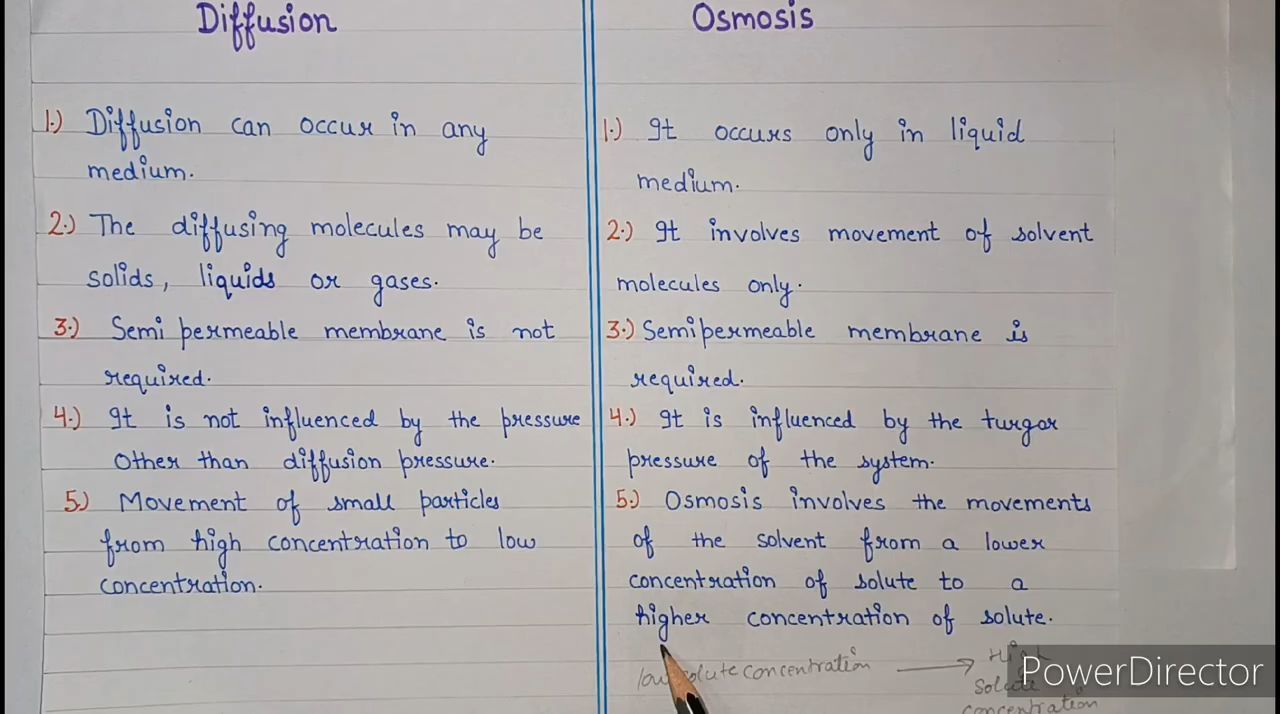 Diffusion
1.) Diffusion can occur in any
medium.
2.) The diffusing molecules may be
solids, liquids or gases.
3.) Semi permeable membrane is not
required.
4.) It is not influenced by the pressure
Other than diffusion pressure.
5.) Movement of small particles
from high concentration to low
concentration.
Osmosis
1.) It occurs only in liquid
medium.
2.) It involves movement of solvent
molecules only.
3.) Semipermeable membrane is
required.
4.) It is influenced by the turgor
pressure of the system.
5.) Osmosis involves the movements
of the solvent from a lower
concentration of solute to a
higher concentration of solute.
low solute concentration → High
Solute
concentration
PowerDirector